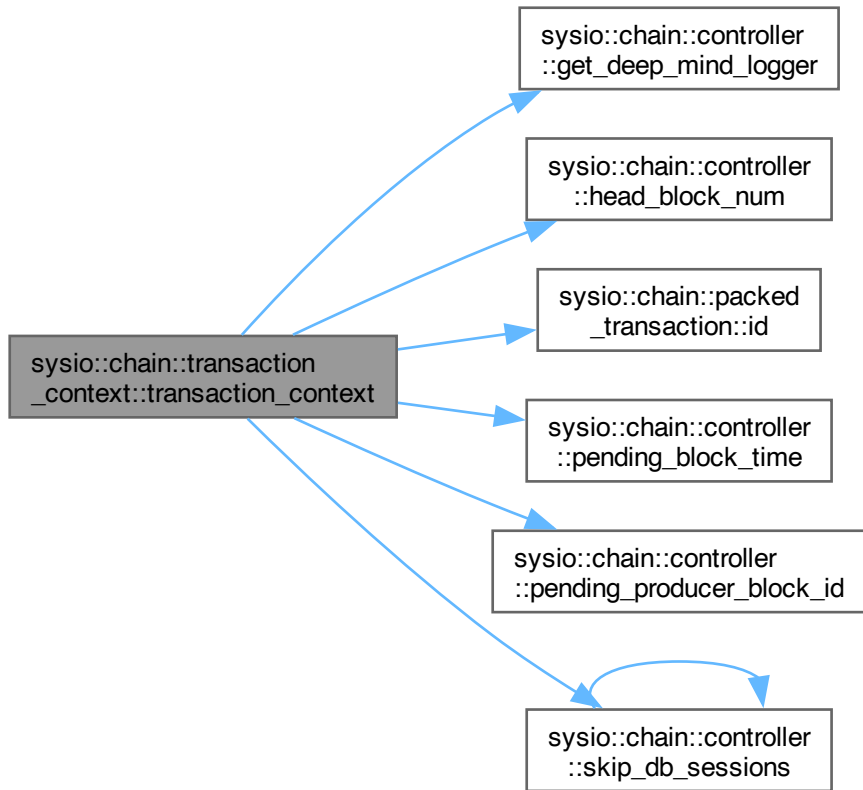 sysio::chain::controller
::get_deep_mind_logger
sysio::chain::controller
::head_block_num
sysio::chain::packed
_transaction::id
sysio::chain::transaction
_context::transaction_context
sysio::chain::controller
::pending_block_time
sysio::chain::controller
::pending_producer_block_id
sysio::chain::controller
::skip_db_sessions